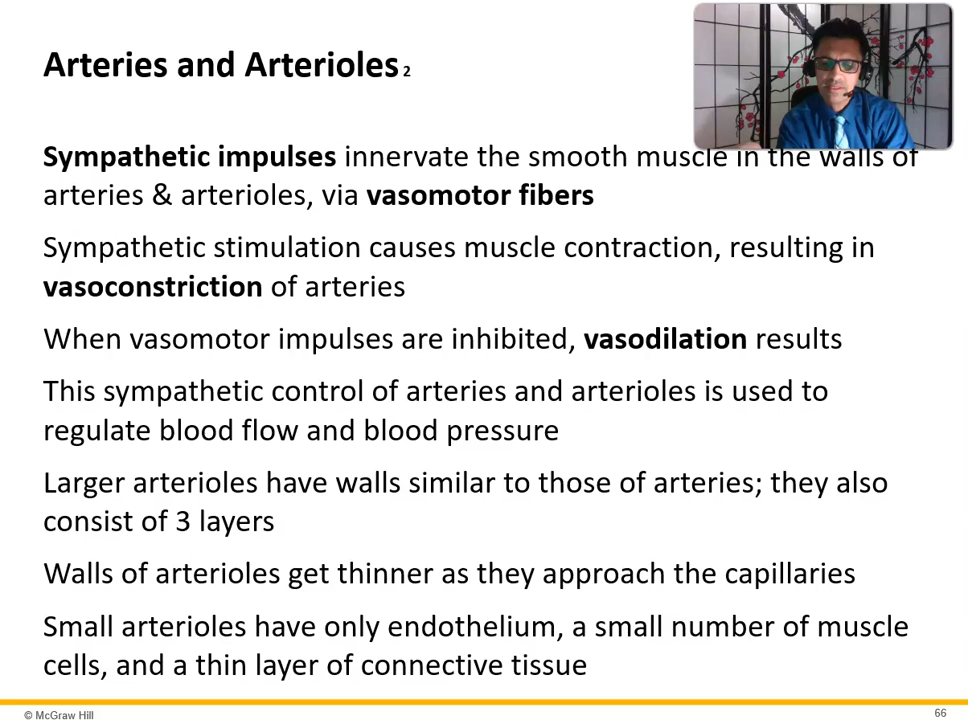 Arteries and Arterioles 2
Sympathetic impulses innervate the smooth muscle in the walls of
arteries & arterioles, via vasomotor fibers
Sympathetic stimulation causes muscle contraction, resulting in
vasoconstriction of arteries
When vasomotor impulses are inhibited, vasodilation results
This sympathetic control of arteries and arterioles is used to
regulate blood flow and blood pressure
Larger arterioles have walls similar to those of arteries; they also
consist of 3 layers
Walls of arterioles get thinner as they approach the capillaries
Small arterioles have only endothelium, a small number of muscle
cells, and a thin layer of connective tissue
© McGraw Hill
66